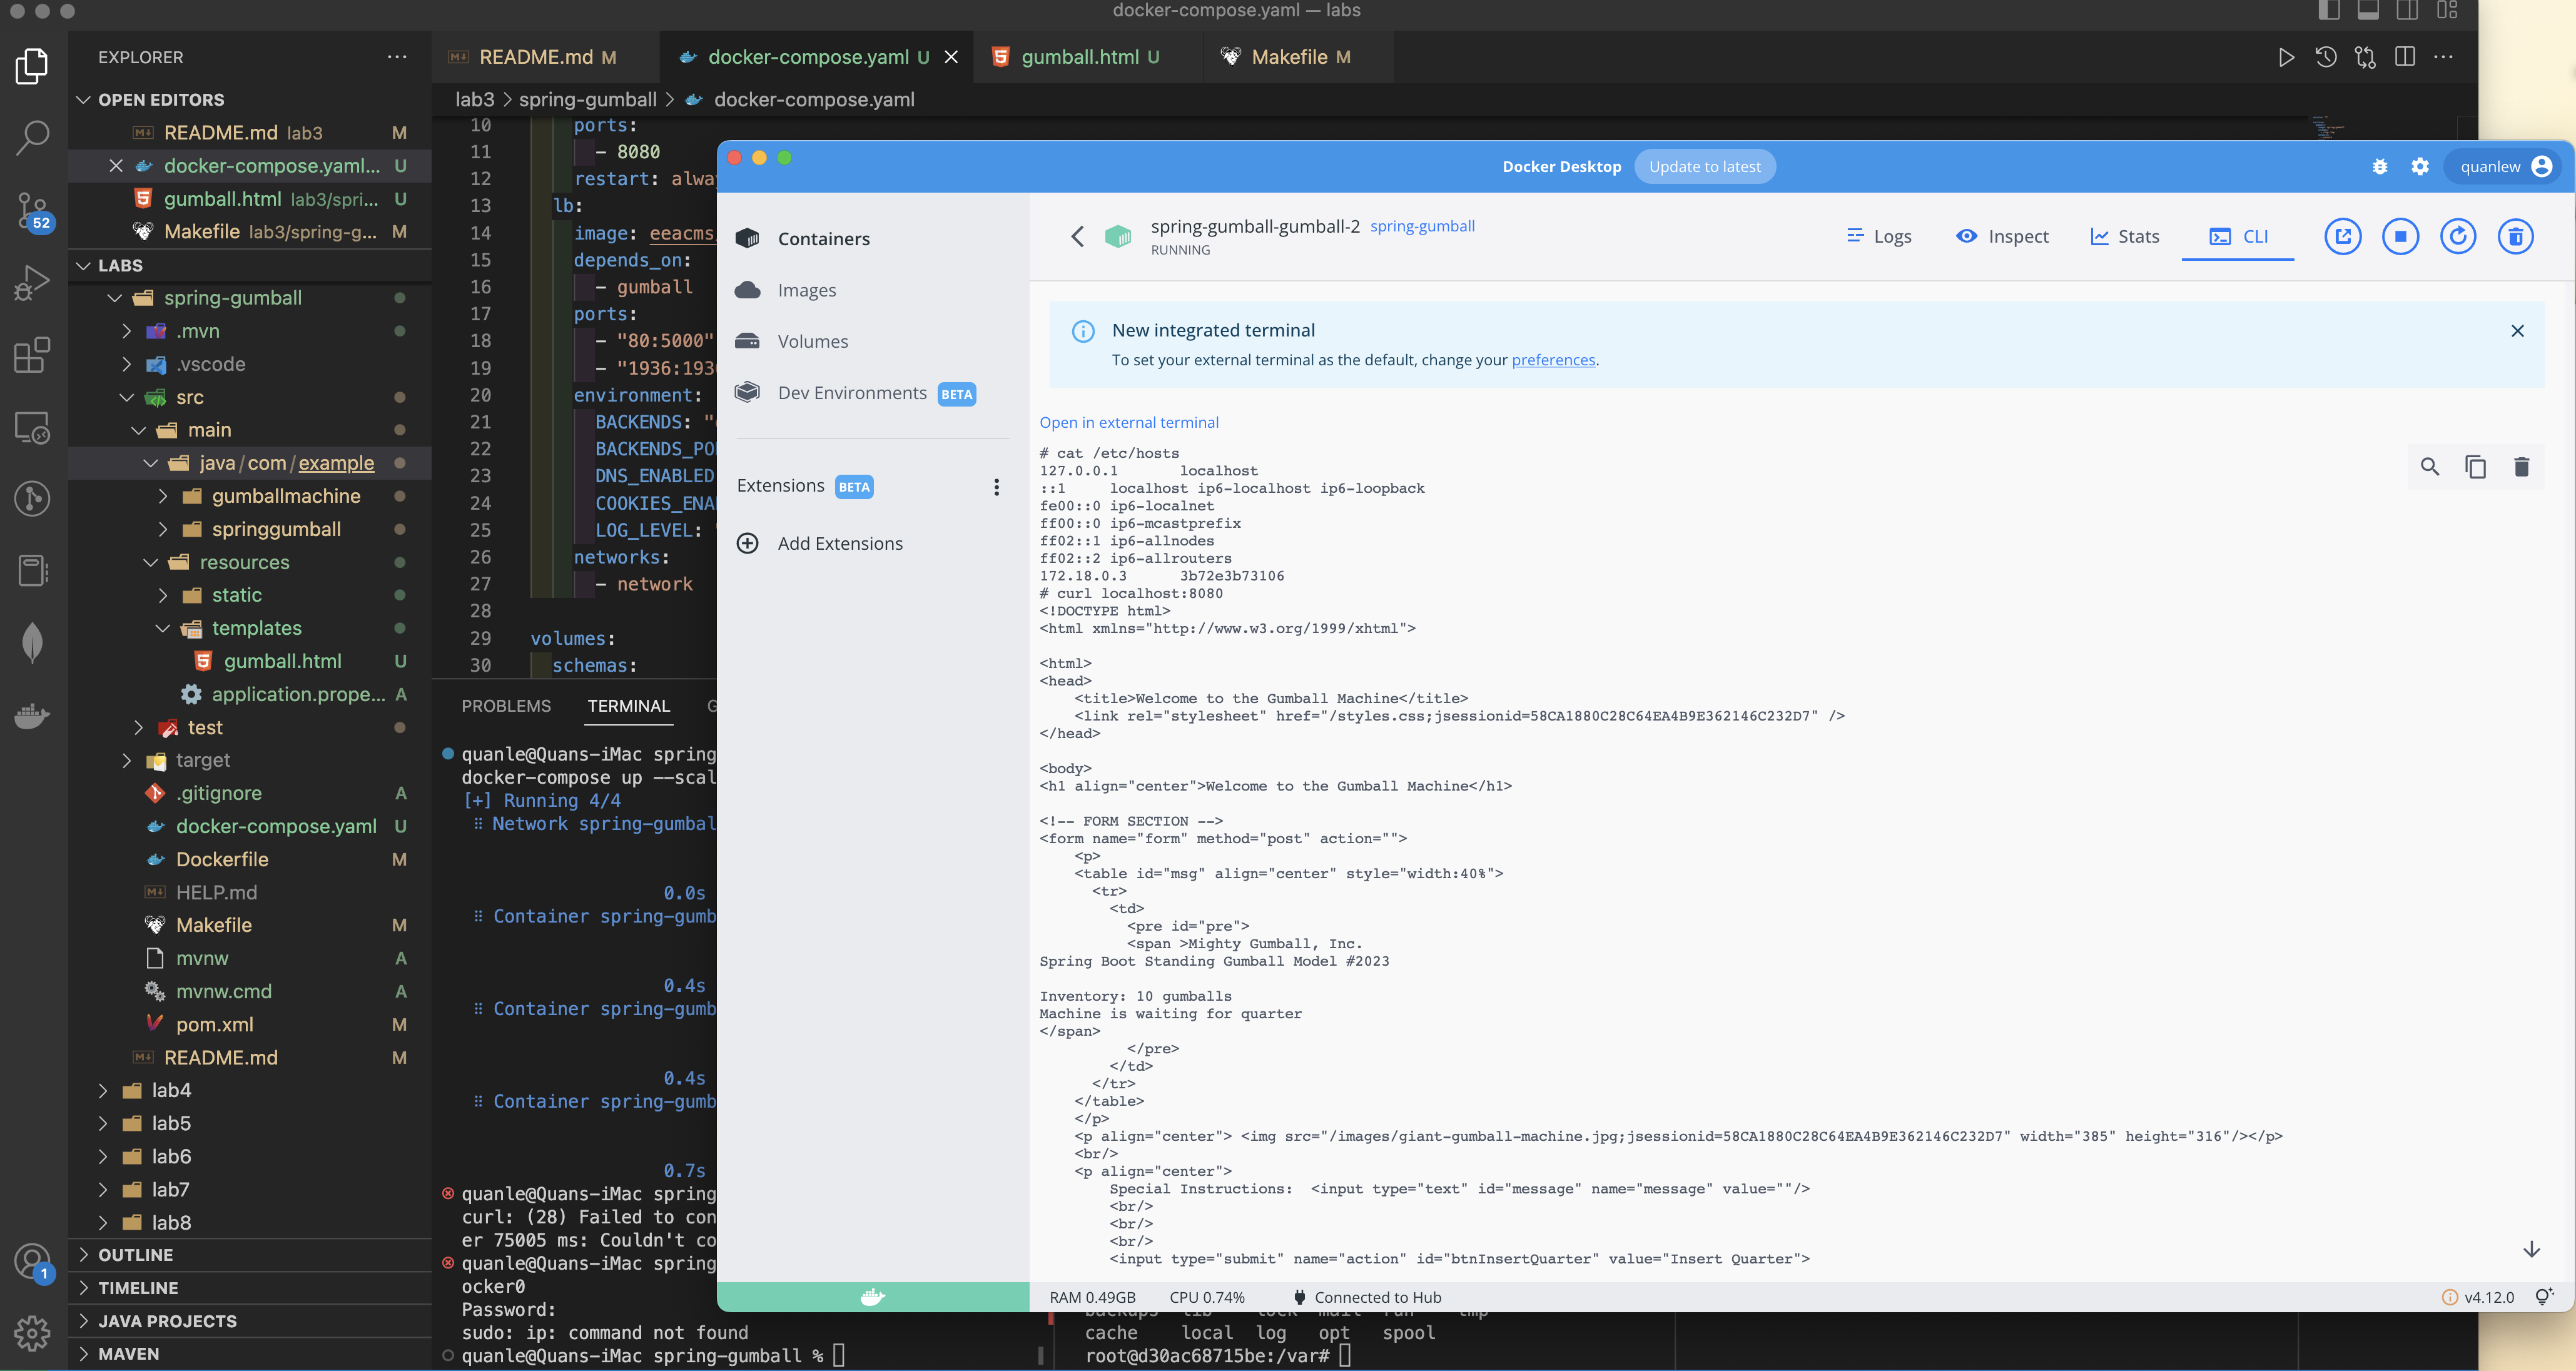 docker-compose.yaml — labs
EXPLORER
README.md M
docker-compose.yaml U
gumball.html U
Makefile M
OPEN EDITORS
README.md lab3 M
docker-compose.yaml... U
gumball.html lab3/spri... U
Makefile lab3/spring-g... M
52
LABS
spring-gumball
.mvn
.vscode
src
main
java/com/example
gumballmachine
springgumball
resources
static
templates
gumball.html U
application.prope... A
test
target
.gitignore A
docker-compose.yaml U
Dockerfile M
HELP.md
Makefile M
mvnw A
mvnw.cmd A
pom.xml M
README.md M
lab4
lab5
lab6
lab7
lab8
OUTLINE
TIMELINE
JAVA PROJECTS
MAVEN
1
lab3 > spring-gumball > docker-compose.yaml
10 ports:
11 - 8080
12 restart: alwa
13 lb:
14 image: eeacms
15 depends_on:
16 - gumball
17 ports:
18 - "80:5000"
19 - "1936:193
20 environment:
21 BACKENDS: "
22 BACKENDS_PO
23 DNS_ENABLED
24 COOKIES_ENA
25 LOG_LEVEL:
26 networks:
27 - network
28
29 volumes:
30 schemas:
PROBLEMS TERMINAL
quanle@Quans-iMac spring
docker-compose up --scal
[+] Running 4/4
⠿ Network spring-gumbal
0.0s
⠿ Container spring-gumb
0.4s
⠿ Container spring-gumb
0.4s
⠿ Container spring-gumb
0.7s
quanle@Quans-iMac spring
curl: (28) Failed to con
er 75005 ms: Couldn't co
quanle@Quans-iMac spring
ocker0
Password:
sudo: ip: command not found
quanle@Quans-iMac spring-gumball %
cache local log opt spool
root@d30ac68715be:/var#
Docker Desktop
Update to latest
quanlew
Containers
Images
Volumes
Dev Environments BETA
Extensions BETA
Add Extensions
spring-gumball-gumball-2 spring-gumball
RUNNING
Logs
Inspect
Stats
CLI
New integrated terminal
To set your external terminal as the default, change your preferences.
Open in external terminal
# cat /etc/hosts
127.0.0.1 localhost
::1 localhost ip6-localhost ip6-loopback
fe00::0 ip6-localnet
ff00::0 ip6-mcastprefix
ff02::1 ip6-allnodes
ff02::2 ip6-allrouters
172.18.0.3 3b72e3b73106
# curl localhost:8080
<!DOCTYPE html>
<html xmlns="http://www.w3.org/1999/xhtml">
<html>
<head>
<title>Welcome to the Gumball Machine</title>
<link rel="stylesheet" href="/styles.css;jsessionid=58CA1880C28C64EA4B9E362146C232D7" />
</head>
<body>
<h1 align="center">Welcome to the Gumball Machine</h1>
<!-- FORM SECTION -->
<form name="form" method="post" action="">
<p>
<table id="msg" align="center" style="width:40%">
<tr>
<td>
<pre id="pre">
<span >Mighty Gumball, Inc.
Spring Boot Standing Gumball Model #2023
Inventory: 10 gumballs
Machine is waiting for quarter
</span>
</pre>
</td>
</tr>
</table>
</p>
<p align="center"> <img src="/images/giant-gumball-machine.jpg;jsessionid=58CA1880C28C64EA4B9E362146C232D7" width="385" height="316"/></p>
<br/>
<p align="center">
Special Instructions: <input type="text" id="message" name="message" value=""/>
<br/>
<br/>
<br/>
<input type="submit" name="action" id="btnInsertQuarter" value="Insert Quarter">
RAM 0.49GB CPU 0.74% Connected to Hub
v4.12.0